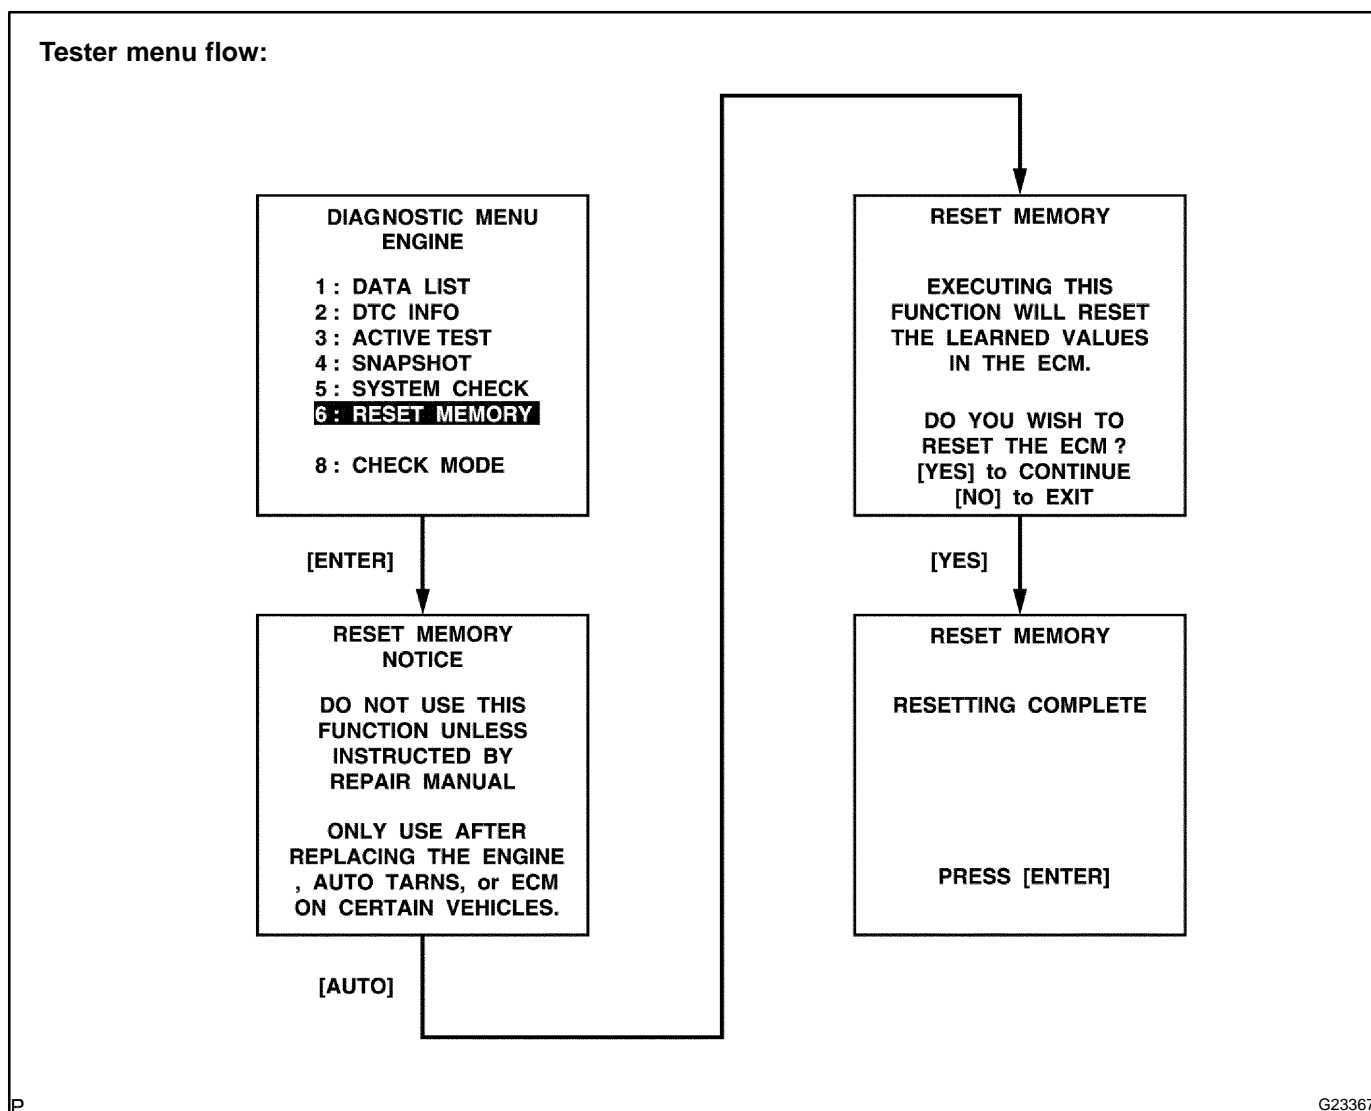 Tester menu flow:
DIAGNOSTIC MENU
ENGINE
1 : DATA LIST
2 : DTC INFO
3 : ACTIVE TEST
4 : SNAPSHOT
5 : SYSTEM CHECK
6 : RESET MEMORY
8 : CHECK MODE
[ENTER]
RESET MEMORY
NOTICE
DO NOT USE THIS
FUNCTION UNLESS
INSTRUCTED BY
REPAIR MANUAL
ONLY USE AFTER
REPLACING THE ENGINE
, AUTO TARNS, or ECM
ON CERTAIN VEHICLES.
[AUTO]
RESET MEMORY
EXECUTING THIS
FUNCTION WILL RESET
THE LEARNED VALUES
IN THE ECM.
DO YOU WISH TO
RESET THE ECM ?
[YES] to CONTINUE
[NO] to EXIT
[YES]
RESET MEMORY
RESETTING COMPLETE
PRESS [ENTER]
P
G23367